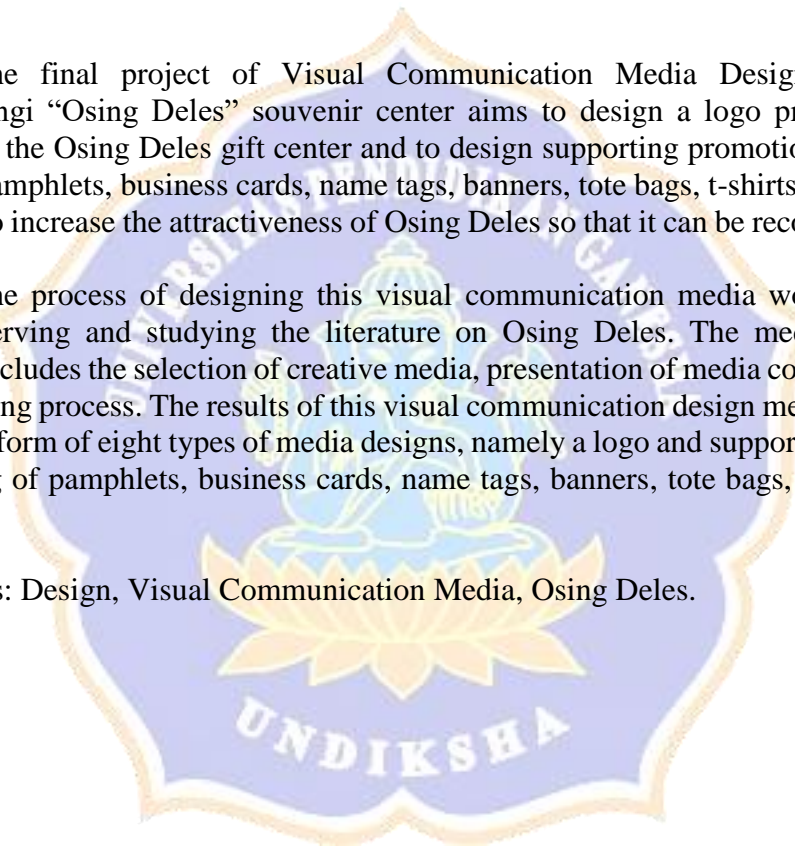 he final project of Visual Communication Media Desig
ngi “Osing Deles” souvenir center aims to design a logo pr
the Osing Deles gift center and to design supporting promotio
amphlets, business cards, name tags, banners, tote bags, t-shirts
o increase the attractiveness of Osing Deles so that it can be reco
he process of designing this visual communication media wo
erving and studying the literature on Osing Deles. The med
cludes the selection of creative media, presentation of media co
ing process. The results of this visual communication design me
form of eight types of media designs, namely a logo and suppor
g of pamphlets, business cards, name tags, banners, tote bags,
s: Design, Visual Communication Media, Osing Deles.
UNIVERSITAS PENDIDIKAN GANESHA
UNDIKSHA